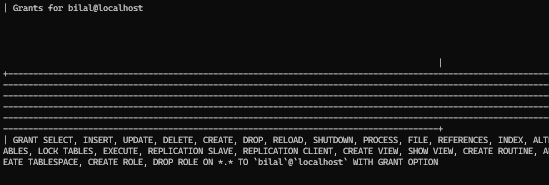 | Grants for bilal@localhost
|
| GRANT SELECT, INSERT, UPDATE, DELETE, CREATE, DROP, RELOAD, SHUTDOWN, PROCESS, FILE, REFERENCES, INDEX,
ABLES, LOCK TABLES, EXECUTE, REPLICATION SLAVE, REPLICATION CLIENT, CREATE VIEW, SHOW VIEW, CREATE ROUTINE,
EATE TABLESPACE, CREATE ROLE, DROP ROLE ON *.* TO `bilal`@`localhost` WITH GRANT OPTION